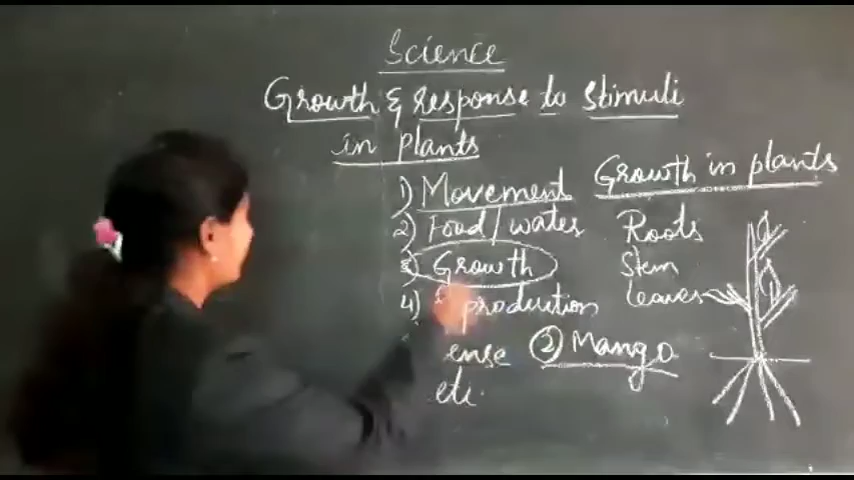 Science
Growth & response to stimuli
in plants
1) Movement
2) Food/water
3) Growth
4) production
ense
etc.
Growth in plants
Roots
Stem
leaves
② Mango